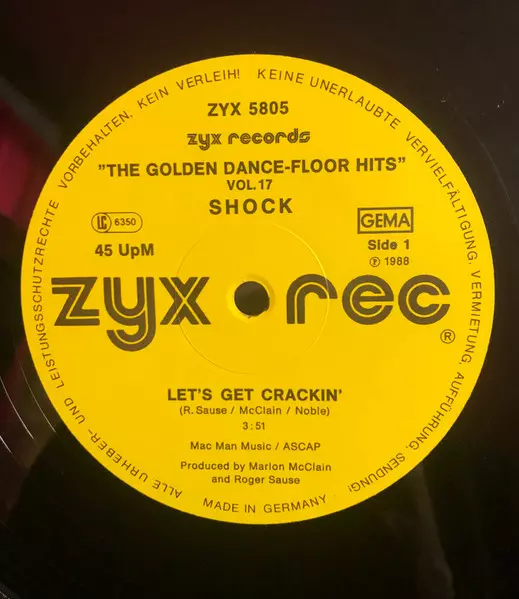 ALLE URHEBER- UND LEISTUNGSSCHUTZRECHTE VORBEHALTEN, KEIN VERLEIH! KEINE UNERLAUBTE VERVIELFÄLTIGUNG, VERMIETUNG, AUFFÜHRUNG, SENDUNG!
ZYX 5805
zyx records
"THE GOLDEN DANCE-FLOOR HITS"
VOL.17
SHOCK
LC 6350
GEMA
45 UpM
Side 1
℗ 1988
zyx rec ®
LET'S GET CRACKIN'
(R. Sause / McClain / Noble)
3:51
Mac Man Music / ASCAP
Produced by Marlon McClain
and Roger Sause
MADE IN GERMANY